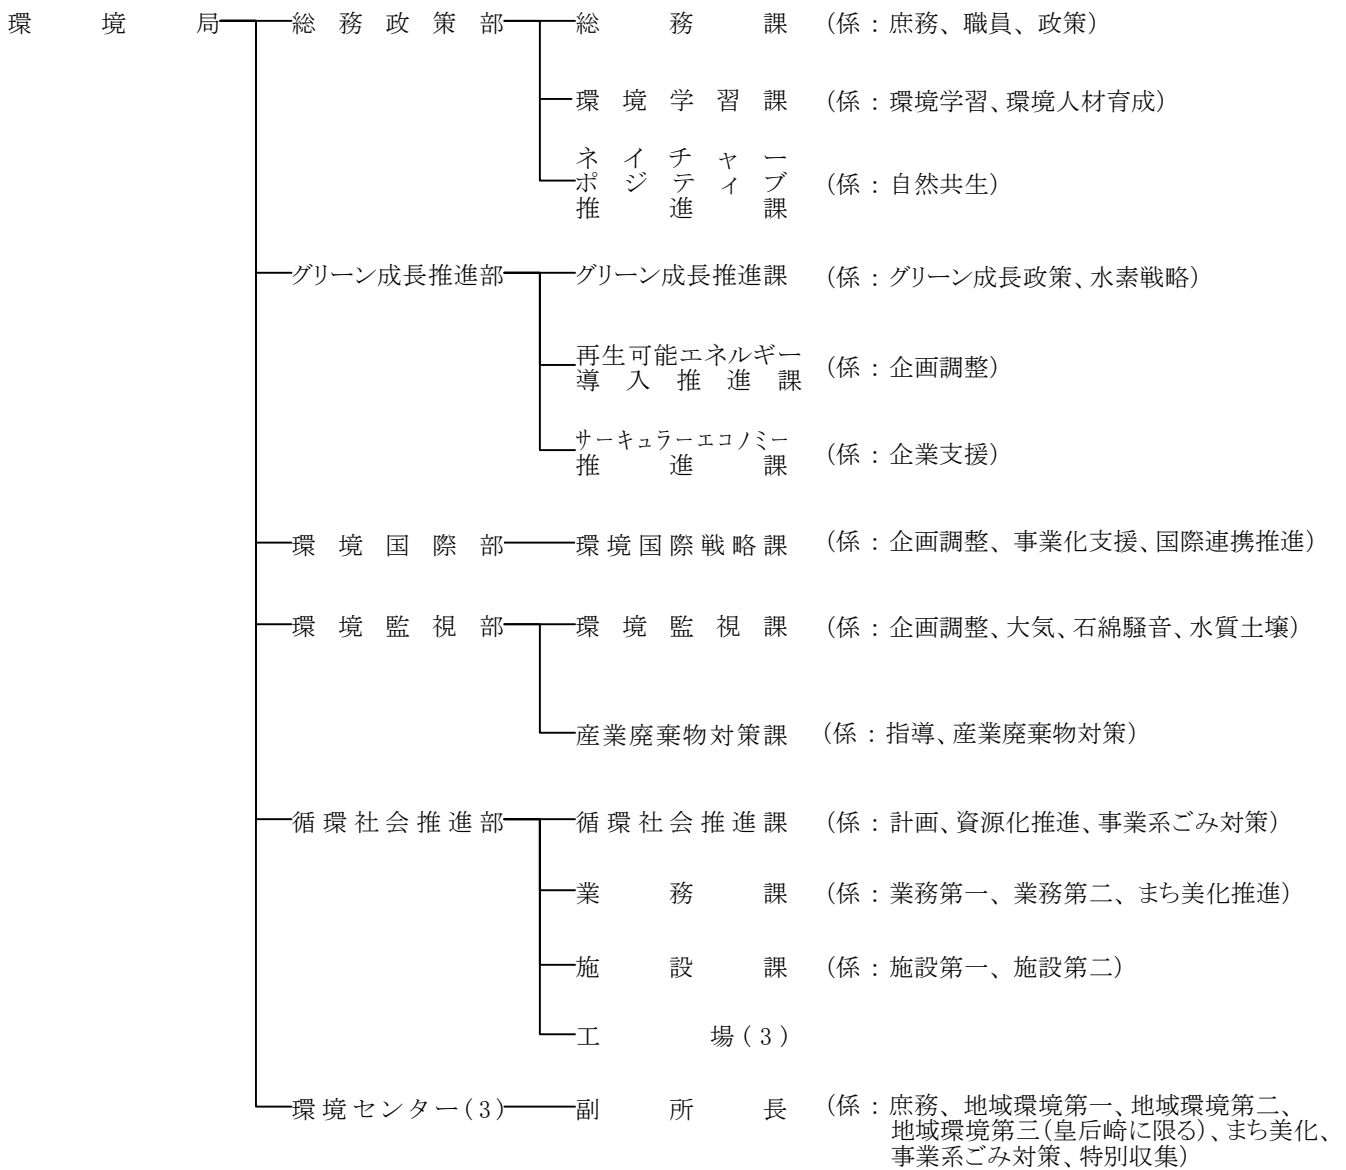 環境局 総務政策部 総務課 (係:庶務、職員、政策)
環境学習課 (係:環境学習、環境人材育成)
ネイチャー
ポジティブ (係:自然共生)
推進課
グリーン成長推進部 グリーン成長推進課 (係:グリーン成長政策、水素戦略)
再生可能エネルギー
導入推進課 (係:企画調整)
サーキュラーエコノミー
推進課 (係:企業支援)
環境国際部 環境国際戦略課 (係:企画調整、事業化支援、国際連携推進)
環境監視部 環境監視課 (係:企画調整、大気、石綿騒音、水質土壌)
産業廃棄物対策課 (係:指導、産業廃棄物対策)
循環社会推進部 循環社会推進課 (係:計画、資源化推進、事業系ごみ対策)
業務課 (係:業務第一、業務第二、まち美化推進)
施設課 (係:施設第一、施設第二)
工場(3)
環境センター(3) 副所長 (係:庶務、地域環境第一、地域環境第二、
地域環境第三(皇后崎に限る)、まち美化、
事業系ごみ対策、特別収集)